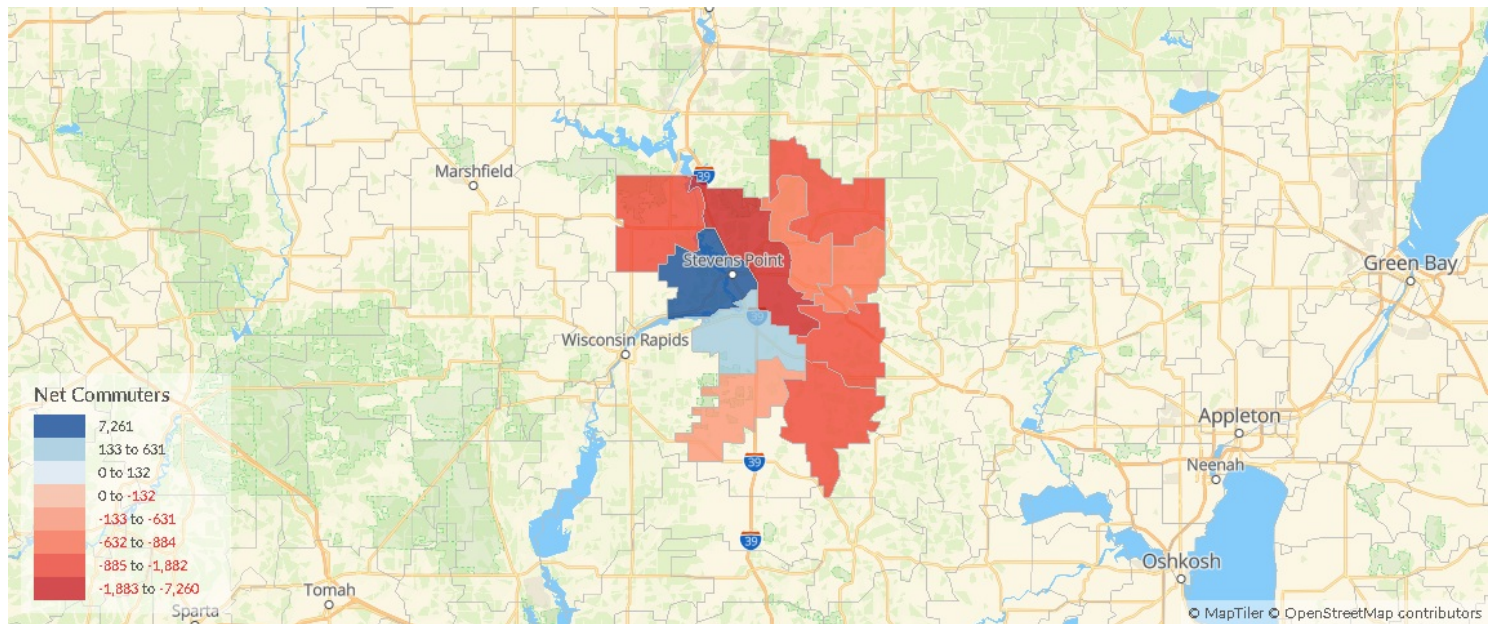 Marshfield
39
Stevens Point
Green Bay
39
Wisconsin Rapids
Net Commuters
7,261
133 to 631
0 to 132
0 to -132
-133 to -631
-632 to -884
-885 to -1,882
-1,883 to -7,260
Appleton
39
Neenah
39
Oshkosh
Tomah
Sparta
© MapTiler © OpenStreetMap contributors